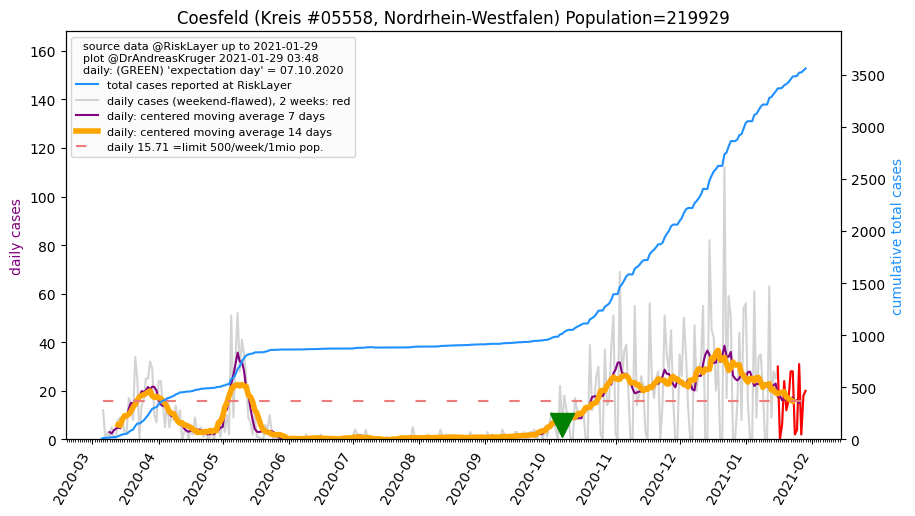 Coesfeld (Kreis #05558, Nordrhein-Westfalen) Population=219929
source data @RiskLayer up to 2021-01-29
plot @DrAndreasKruger 2021-01-29 03:48
daily: (GREEN) 'expectation day' = 07.10.2020
total cases reported at RiskLayer
daily cases (weekend-flawed), 2 weeks: red
daily: centered moving average 7 days
daily: centered moving average 14 days
daily 15.71 =limit 500/week/1mio pop.
daily cases
160
140
120
100
80
60
40
20
0
cumulative total cases
3500
3000
2500
2000
1500
1000
500
0
2020-03
2020-04
2020-05
2020-06
2020-07
2020-08
2020-09
2020-10
2020-11
2020-12
2021-01
2021-02